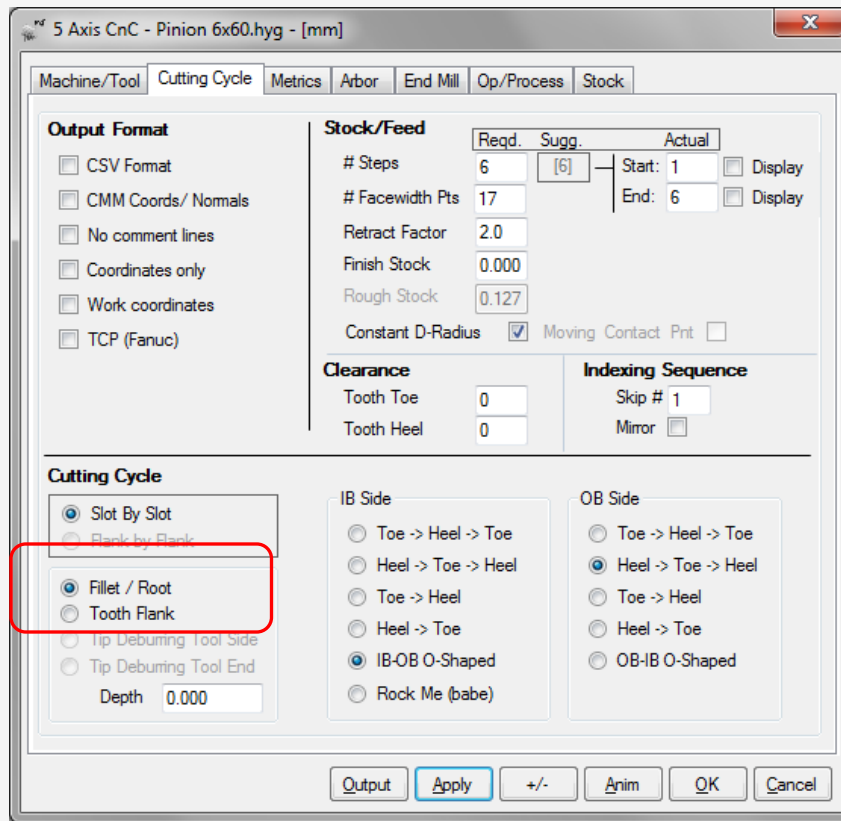 5 Axis CnC - Pinion 6x60.hyg - [mm]
Machine/Tool Cutting Cycle Metrics Arbor End Mill Op/Process Stock
Output Format
CSV Format
CMM Coords/ Normals
No comment lines
Coordinates only
Work coordinates
TCP (Fanuc)
Stock/Feed Reqd. Sugg. Actual
# Steps 6 [6] Start: 1 Display
# Facewidth Pts 17 End: 6 Display
Retract Factor 2.0
Finish Stock 0.000
Rough Stock 0.127
Constant D-Radius Moving Contact Pnt
Clearance
Tooth Toe 0
Tooth Heel 0
Indexing Sequence
Skip # 1
Mirror
Cutting Cycle
Slot By Slot
Flank by Flank
Fillet / Root
Tooth Flank
Tip Deburring Tool Side
Tip Deburring Tool End
Depth 0.000
IB Side
Toe -> Heel -> Toe
Heel -> Toe -> Heel
Toe -> Heel
Heel -> Toe
IB-OB O-Shaped
Rock Me (babe)
OB Side
Toe -> Heel -> Toe
Heel -> Toe -> Heel
Toe -> Heel
Heel -> Toe
OB-IB O-Shaped
Output Apply +/- Anim OK Cancel